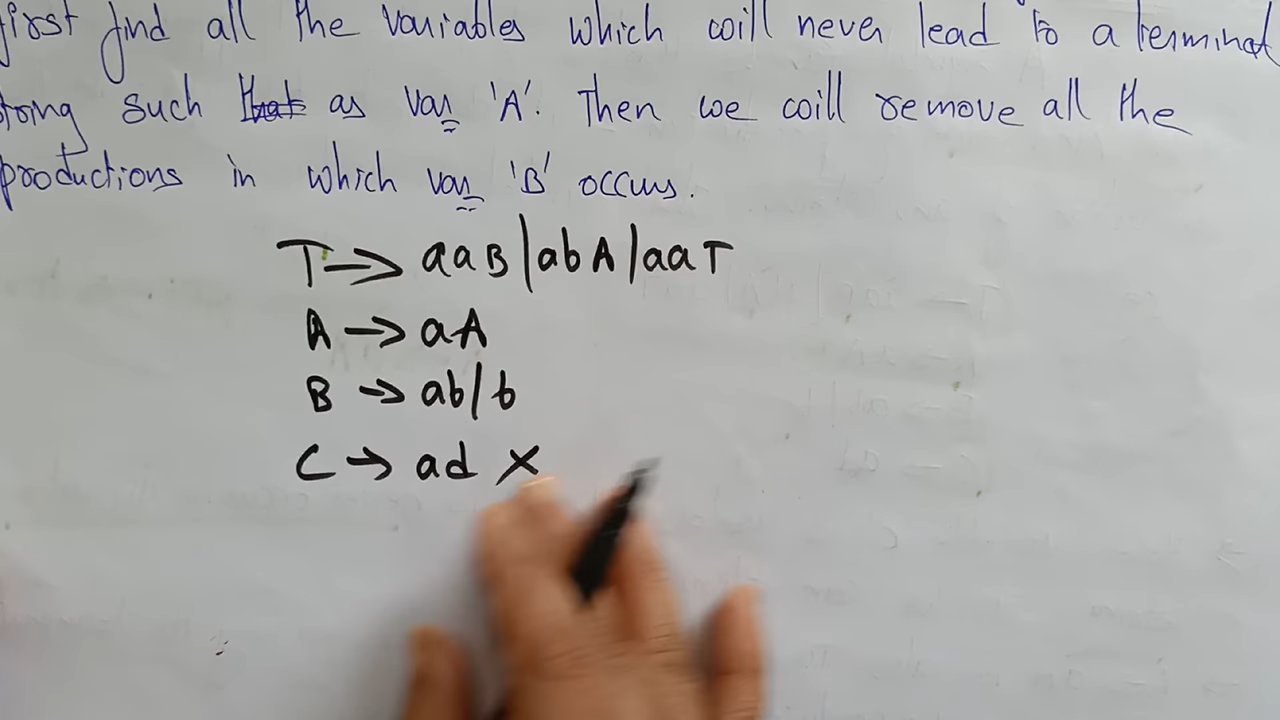 first find all the variables which will never lead to a terminal
such that as var 'A'. Then we will remove all the
productions in which var 'B' occurs.
T → aaB|abA|aaT
A → aA
B → ab/b
C → ad ×